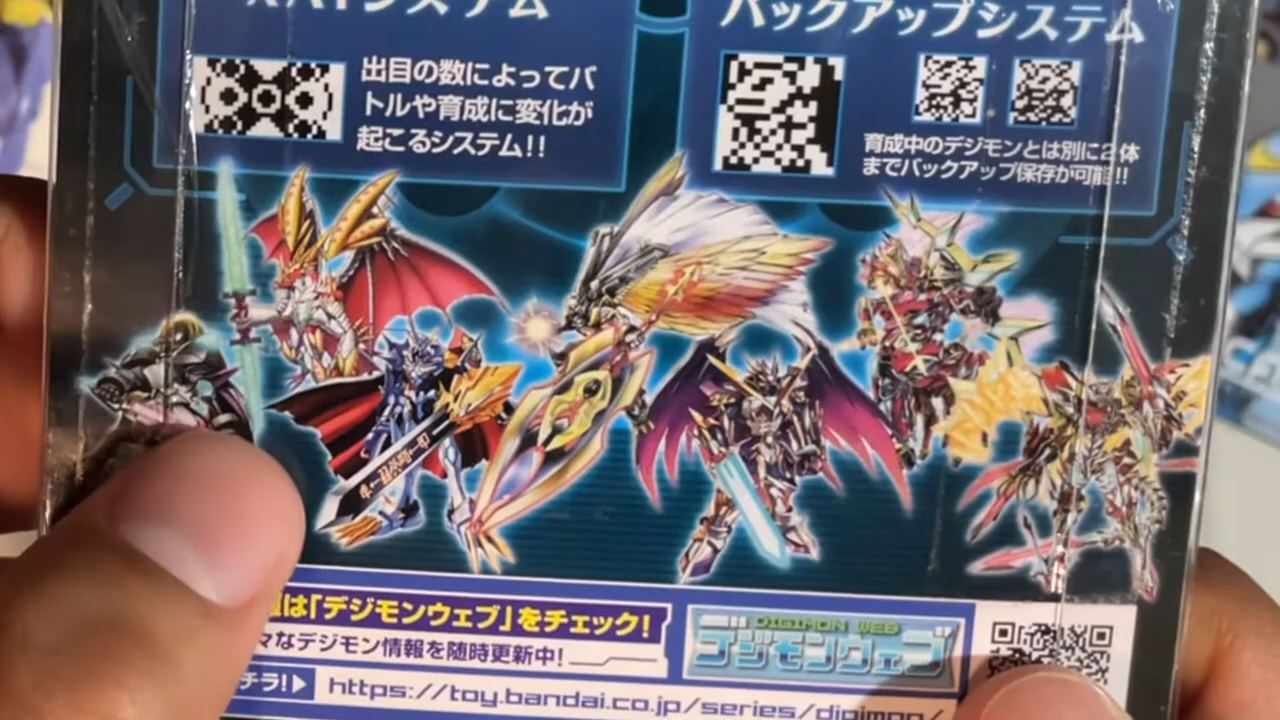 システム
バックアップシステム
出目の数によってバ
トルや育成に変化が
起こるシステム!!
育成中のデジモンとは別に2体
までバックアップ保存が可能!!
は「デジモンウェブ」をチェック!
々なデジモン情報を随時更新中!
チラ!▶ https://toy.bandai.co.jp/series/digimon/
DIGIMON WEB
デジモンウェブ